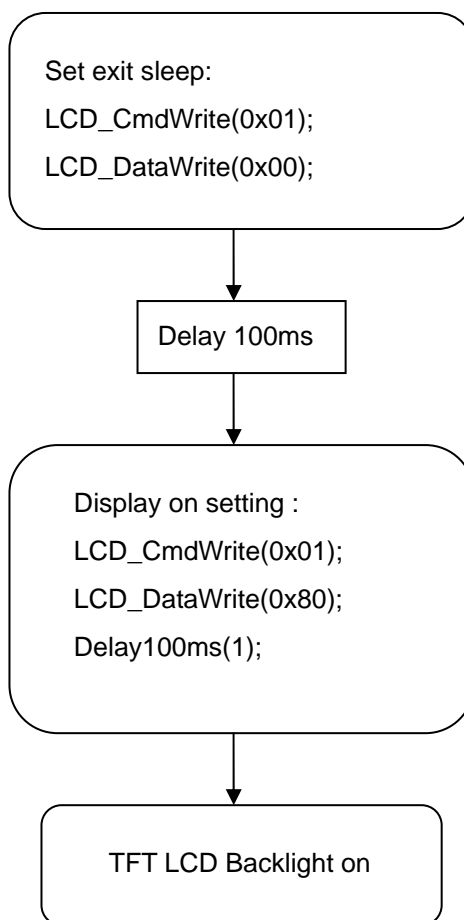 Set exit sleep:
LCD_CmdWrite(0x01);
LCD_DataWrite(0x00);
Delay 100ms
Display on setting :
LCD_CmdWrite(0x01);
LCD_DataWrite(0x80);
Delay100ms(1);
TFT LCD Backlight on